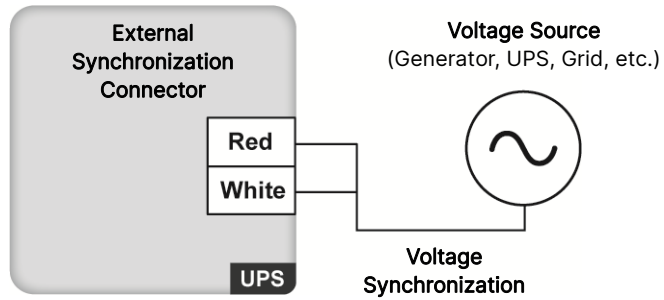 External
Synchronization
Connector
Red
White
UPS
Voltage Source
(Generator, UPS, Grid, etc.)
Voltage
Synchronization